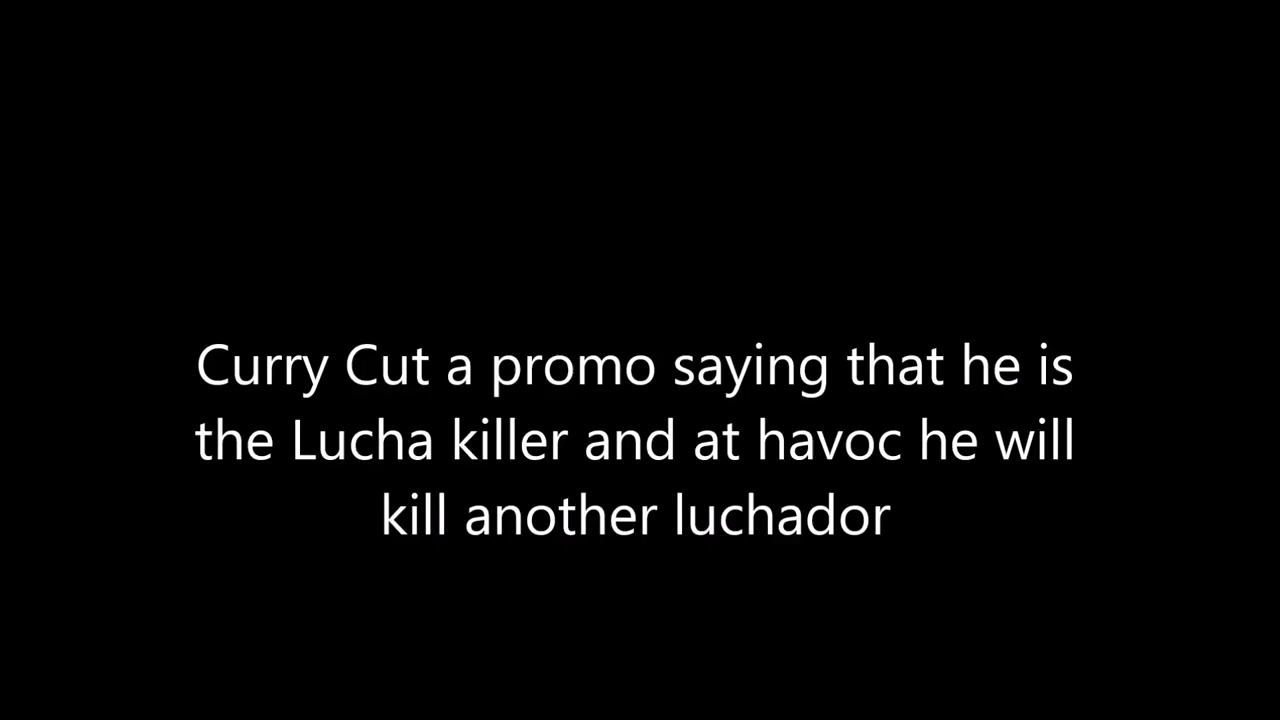 Curry Cut a promo saying that he is
the Lucha killer and at havoc he will
kill another luchador